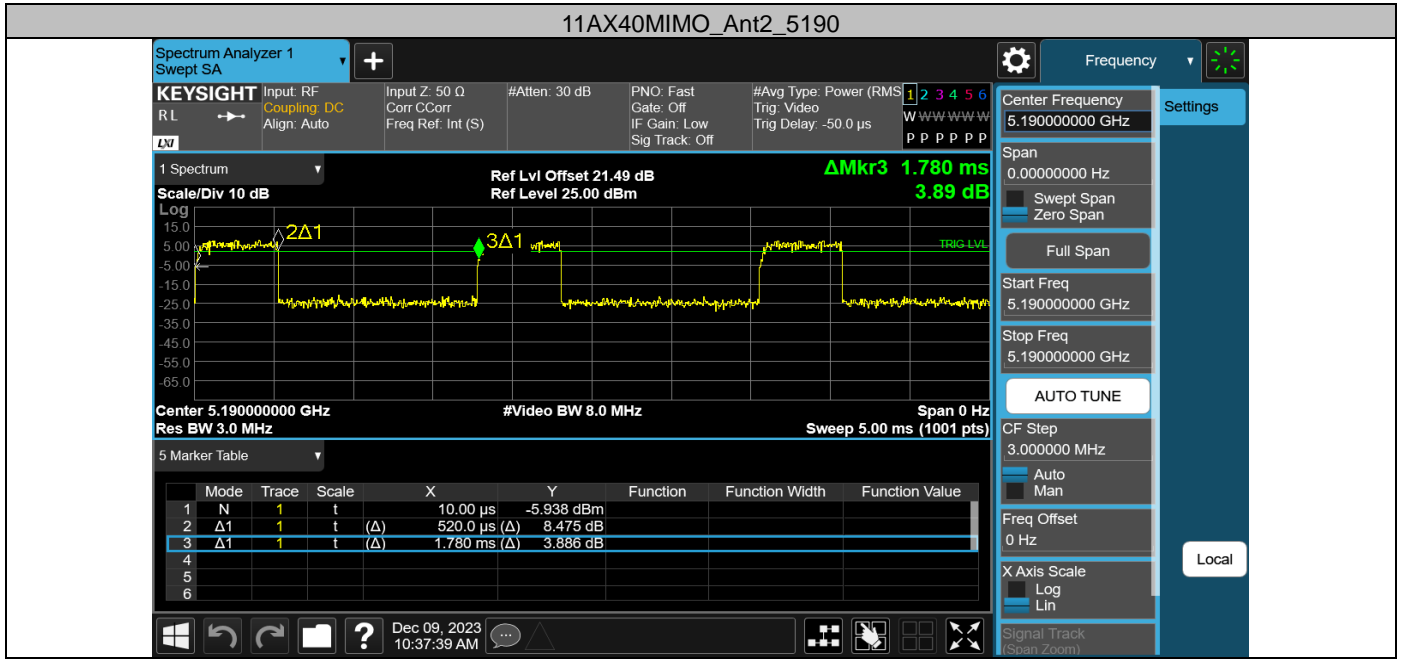 11AX40MIMO_Ant2_5190
Spectrum Analyzer 1
Swept SA
Frequency
KEYSIGHT
RL
LXI
Input: RF
Coupling: DC
Align: Auto
Input Z: 50 Ω
Corr CCorr
Freq Ref: Int (S)
#Atten: 30 dB
PNO: Fast
Gate: Off
IF Gain: Low
Sig Track: Off
#Avg Type: Power (RMS
Trig: Video
Trig Delay: -50.0 µs
1 2 3 4 5 6
W W W W W W
P P P P P P
1 Spectrum
Scale/Div 10 dB
Log
Ref Lvl Offset 21.49 dB
Ref Level 25.00 dBm
ΔMkr3 1.780 ms
3.89 dB
15.0
5.00
-5.00
-15.0
-25.0
-35.0
-45.0
-55.0
-65.0
2Δ1
3Δ1
TRIG LVL
Center 5.190000000 GHz
#Video BW 8.0 MHz
Span 0 Hz
Res BW 3.0 MHz
Sweep 5.00 ms (1001 pts)
5 Marker Table
Mode Trace Scale X Y Function Function Width Function Value
1 N 1 t 10.00 µs -5.938 dBm
2 Δ1 1 t (Δ) 520.0 µs (Δ) 8.475 dB
3 Δ1 1 t (Δ) 1.780 ms (Δ) 3.886 dB
4
5
6
Dec 09, 2023
10:37:39 AM
Center Frequency
5.190000000 GHz
Span
0.00000000 Hz
Swept Span
Zero Span
Full Span
Start Freq
5.190000000 GHz
Stop Freq
5.190000000 GHz
AUTO TUNE
CF Step
3.000000 MHz
Auto
Man
Freq Offset
0 Hz
X Axis Scale
Log
Lin
Signal Track
(Span Zoom)
Settings
Local